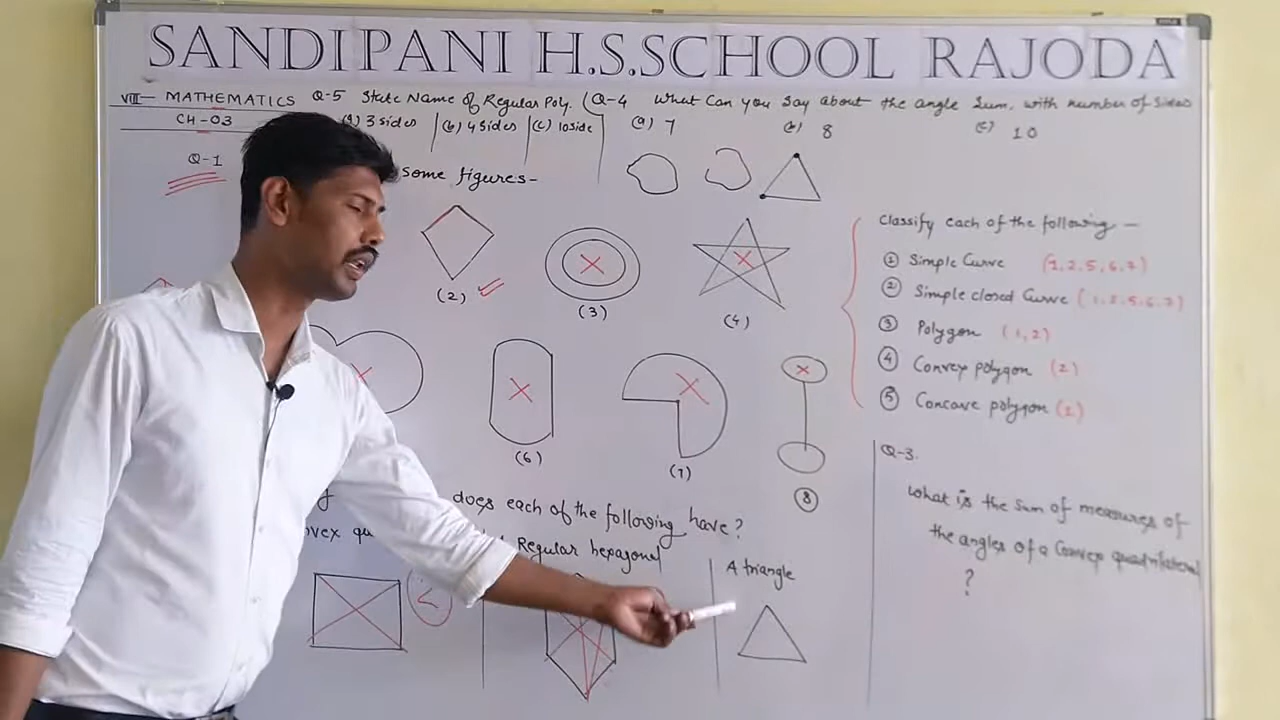 SANDIPANI H.S.SCHOOL RAJODA
VIII — MATHEMATICS
CH-03
Q-5 State Name of Regular Poly.
(a) 3 sides (b) 4 sides (c) 10 side
Q-4 What Can you Say about the angle Sum, with number of sides
(a) 7 (b) 8 (c) 10
Q-1
some figures-
(2)
(3)
(4)
(6)
(7)
8
Classify each of the following —
① Simple Curve (1,2,5,6,7)
② Simple closed Curve (1,2,5,6,7)
③ Polygon (1,2)
④ Convex polygon (2)
⑤ Concave polygon (1)
does each of the following have?
Regular hexagonal
2
A triangle
Q-3.
What is the Sum of measures of
the angles of a Convex quadrilateral
?